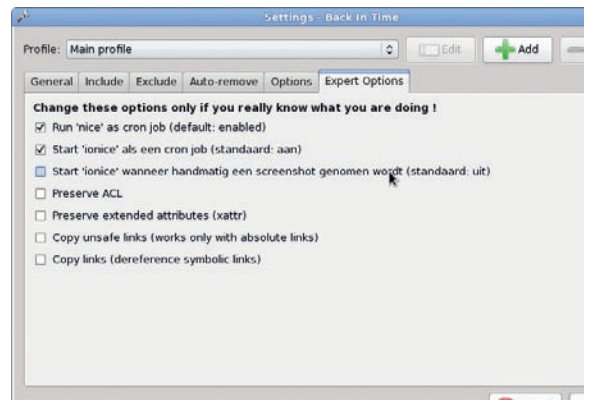 Settings - Back In Time
Profile: Main profile Edit Add
General Include Exclude Auto-remove Options Expert Options
Change these options only if you really know what you are doing !
Run 'nice' as cron job (default: enabled)
Start 'ionice' als een cron job (standaard: aan)
Start 'ionice' wanneer handmatig een screenshot genomen wordt (standaard: uit)
Preserve ACL
Preserve extended attributes (xattr)
Copy unsafe links (works only with absolute links)
Copy links (dereference symbolic links)